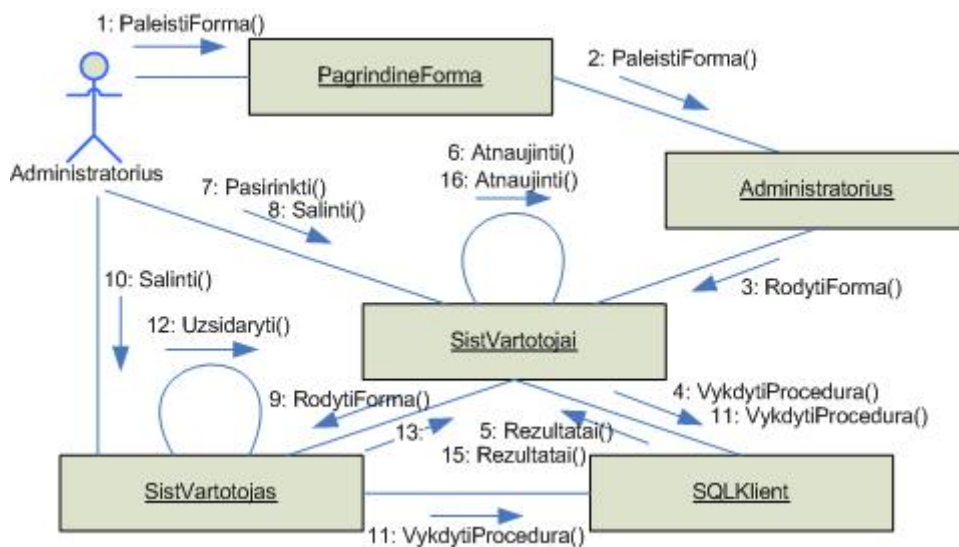 1: PaleistiForma()
PagrindineForma
2: PaleistiForma()
Administratorius
6: Atnaujinti()
16: Atnaujinti()
7: Pasirinkti()
8: Salinti()
Administratorius
3: RodytiForma()
10: Salinti()
12: Uzsidaryti()
SistVartotojai
9: RodytiForma()
13:
4: VykdytiProcedura()
11: VykdytiProcedura()
5: Rezultatai()
15: Rezultatai()
SistVartotojas
SQLKlient
11: VykdytiProcedura()